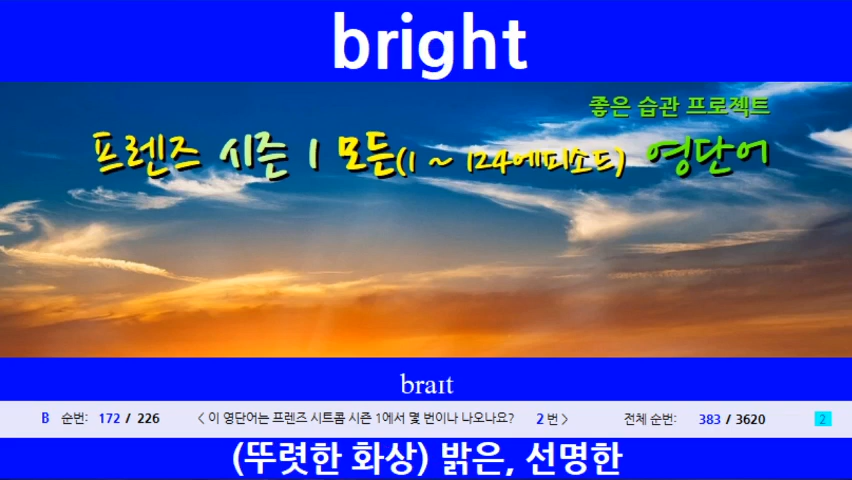 bright
좋은 습관 프로젝트
프렌즈 시즌 1 모든(1 ~ 124에피소드) 영단어
braɪt
B 순번: 172 / 226 < 이 영단어는 프렌즈 시트콤 시즌 1에서 몇 번이나 나오나요? 2 번 > 전체 순번: 383 / 3620 2
(뚜렷한 화상) 밝은, 선명한